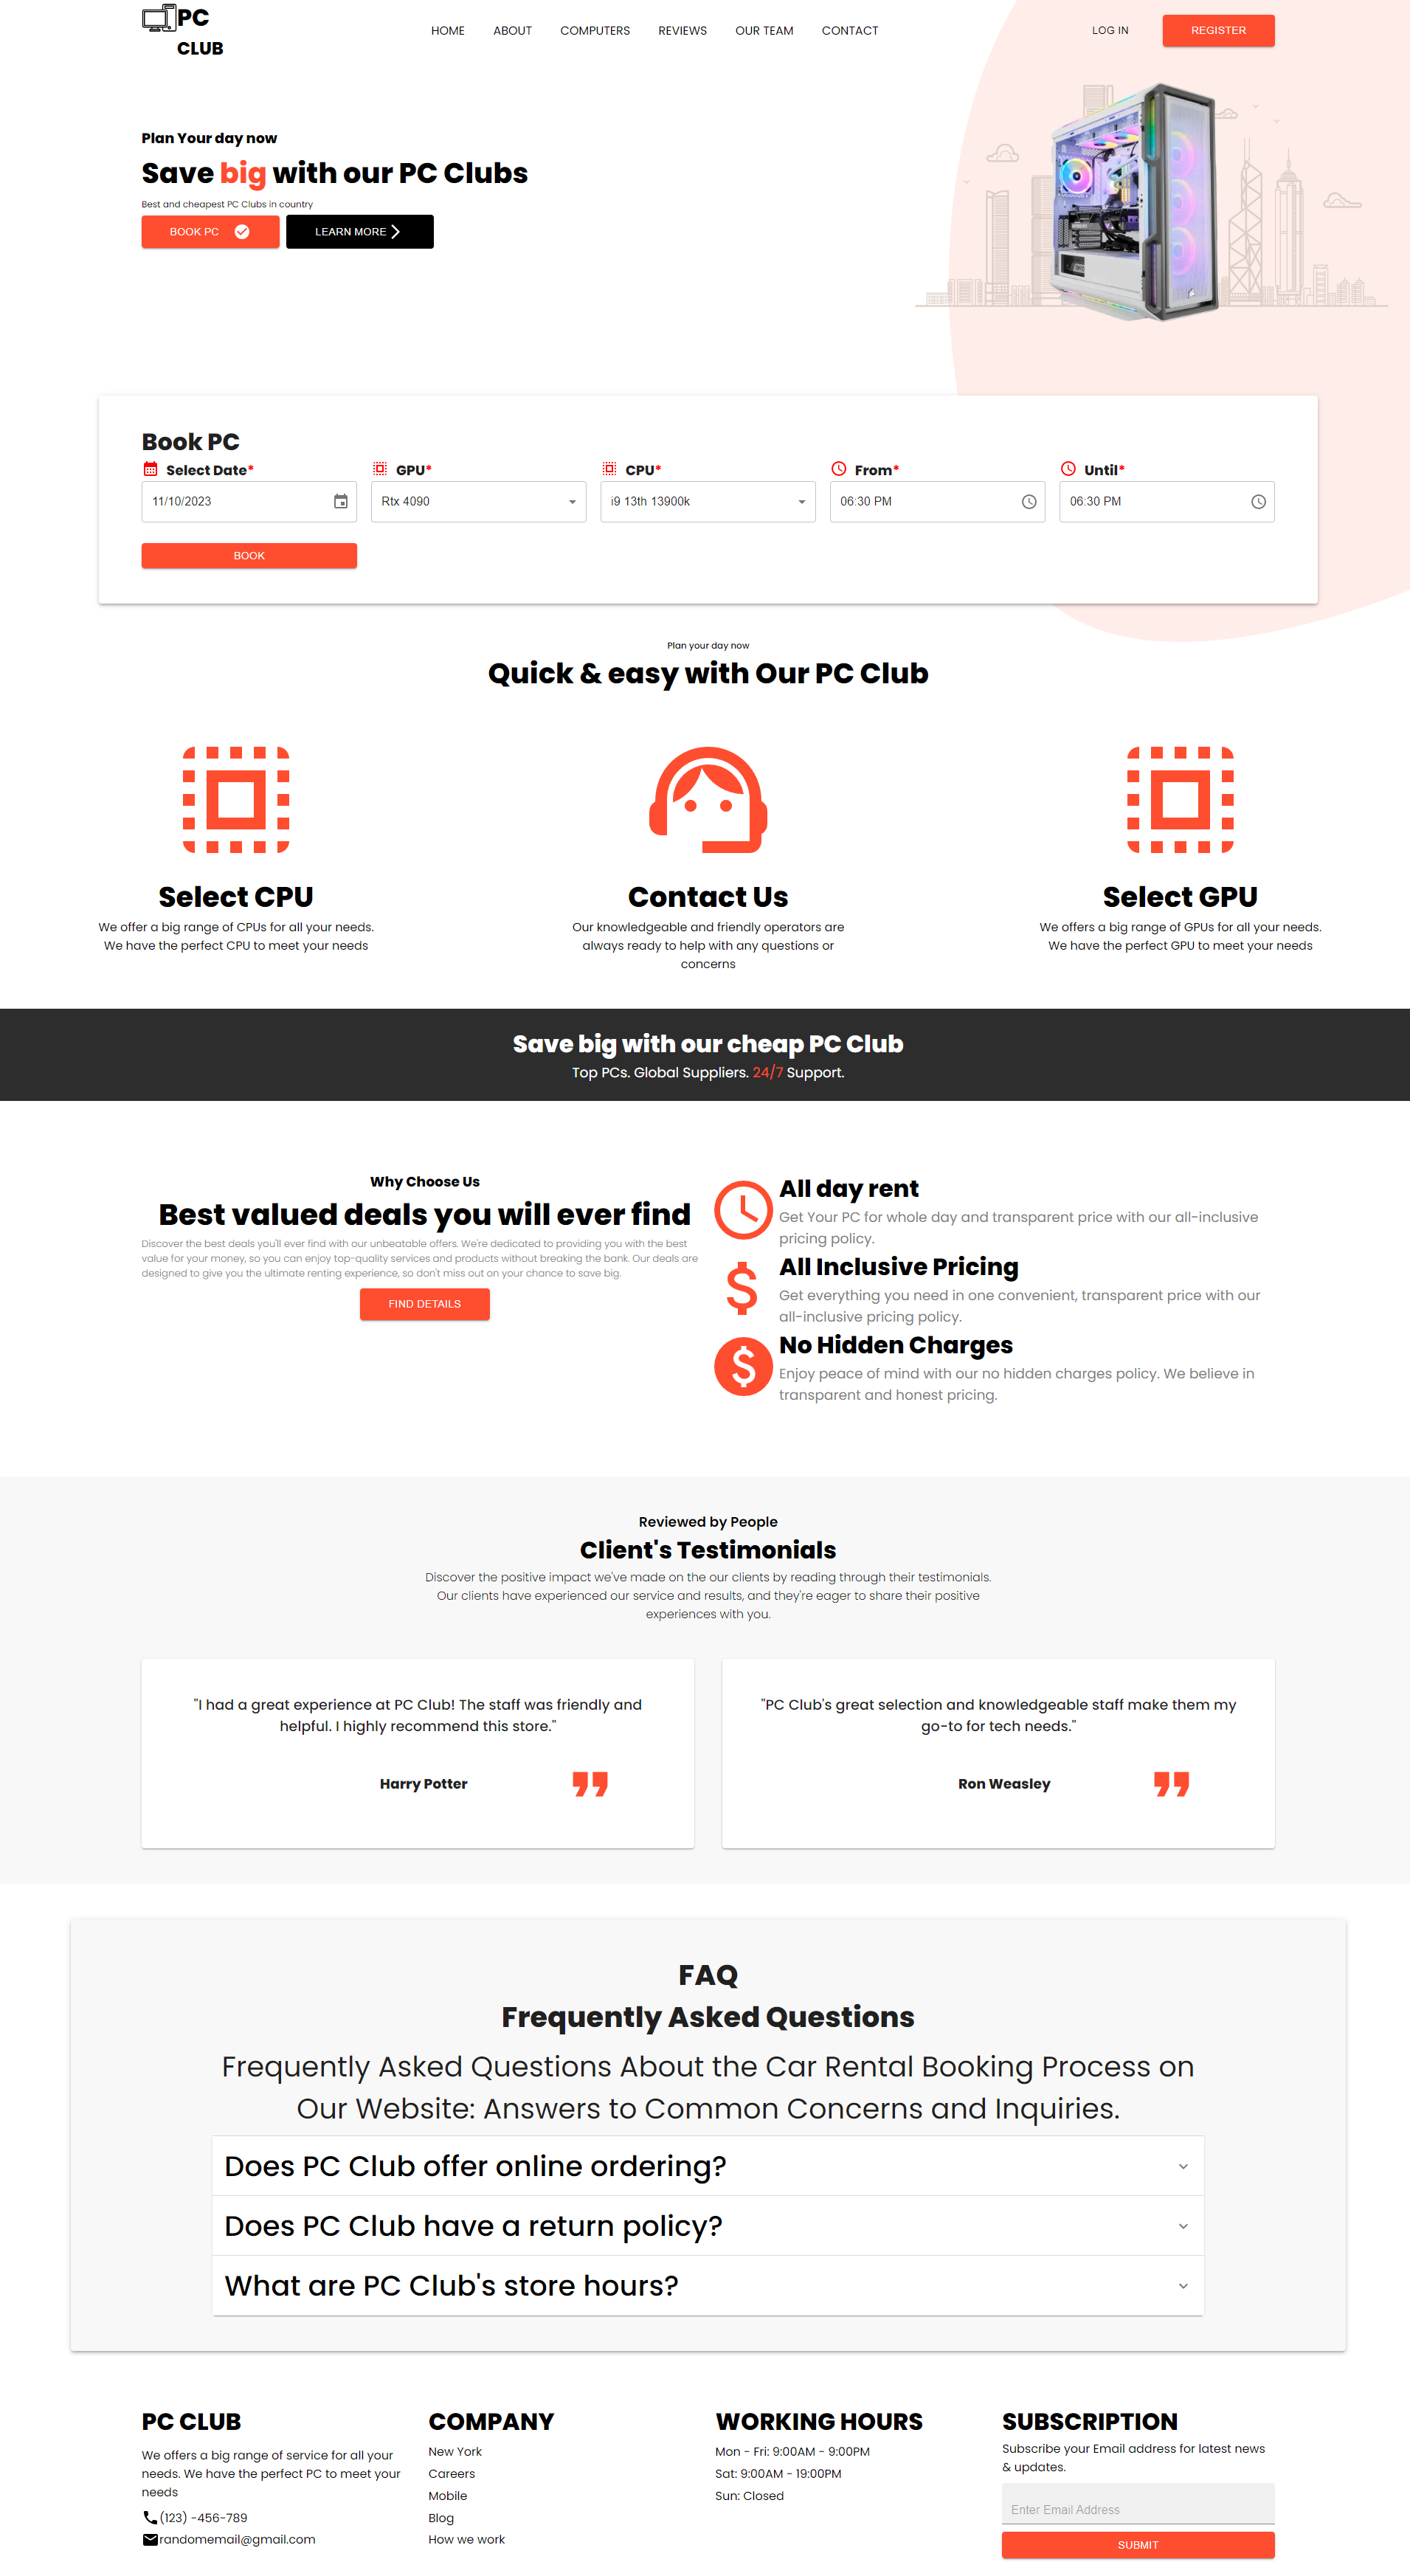 PC
CLUB
HOME ABOUT COMPUTERS REVIEWS OUR TEAM CONTACT
LOG IN REGISTER
Plan Your day now
Save big with our PC Clubs
Best and cheapest PC Clubs in country
BOOK PC LEARN MORE
Book PC
Select Date* GPU* CPU* From* Until*
11/10/2023 Rtx 4090 i9 13th 13900k 06:30 PM 06:30 PM
BOOK
Plan your day now
Quick & easy with Our PC Club
Select CPU
We offer a big range of CPUs for all your needs.
We have the perfect CPU to meet your needs
Contact Us
Our knowledgeable and friendly operators are
always ready to help with any questions or
concerns
Select GPU
We offers a big range of GPUs for all your needs.
We have the perfect GPU to meet your needs
Save big with our cheap PC Club
Top PCs. Global Suppliers. 24/7 Support.
Why Choose Us
Best valued deals you will ever find
Discover the best deals you'll ever find with our unbeatable offers. We're dedicated to providing you with the best
value for your money, so you can enjoy top-quality services and products without breaking the bank. Our deals are
designed to give you the ultimate renting experience, so don't miss out on your chance to save big.
FIND DETAILS
All day rent
Get Your PC for whole day and transparent price with our all-inclusive
pricing policy.
All Inclusive Pricing
Get everything you need in one convenient, transparent price with our
all-inclusive pricing policy.
No Hidden Charges
Enjoy peace of mind with our no hidden charges policy. We believe in
transparent and honest pricing.
Reviewed by People
Client's Testimonials
Discover the positive impact we've made on the our clients by reading through their testimonials.
Our clients have experienced our service and results, and they're eager to share their positive
experiences with you.
"I had a great experience at PC Club! The staff was friendly and
helpful. I highly recommend this store."
Harry Potter
"PC Club's great selection and knowledgeable staff make them my
go-to for tech needs."
Ron Weasley
FAQ
Frequently Asked Questions
Frequently Asked Questions About the Car Rental Booking Process on
Our Website: Answers to Common Concerns and Inquiries.
Does PC Club offer online ordering?
Does PC Club have a return policy?
What are PC Club's store hours?
PC CLUB
We offers a big range of service for all your
needs. We have the perfect PC to meet your
needs
(123) -456-789
randomemail@gmail.com
COMPANY
New York
Careers
Mobile
Blog
How we work
WORKING HOURS
Mon - Fri: 9:00AM - 9:00PM
Sat: 9:00AM - 19:00PM
Sun: Closed
SUBSCRIPTION
Subscribe your Email address for latest news
& updates.
Enter Email Address
SUBMIT